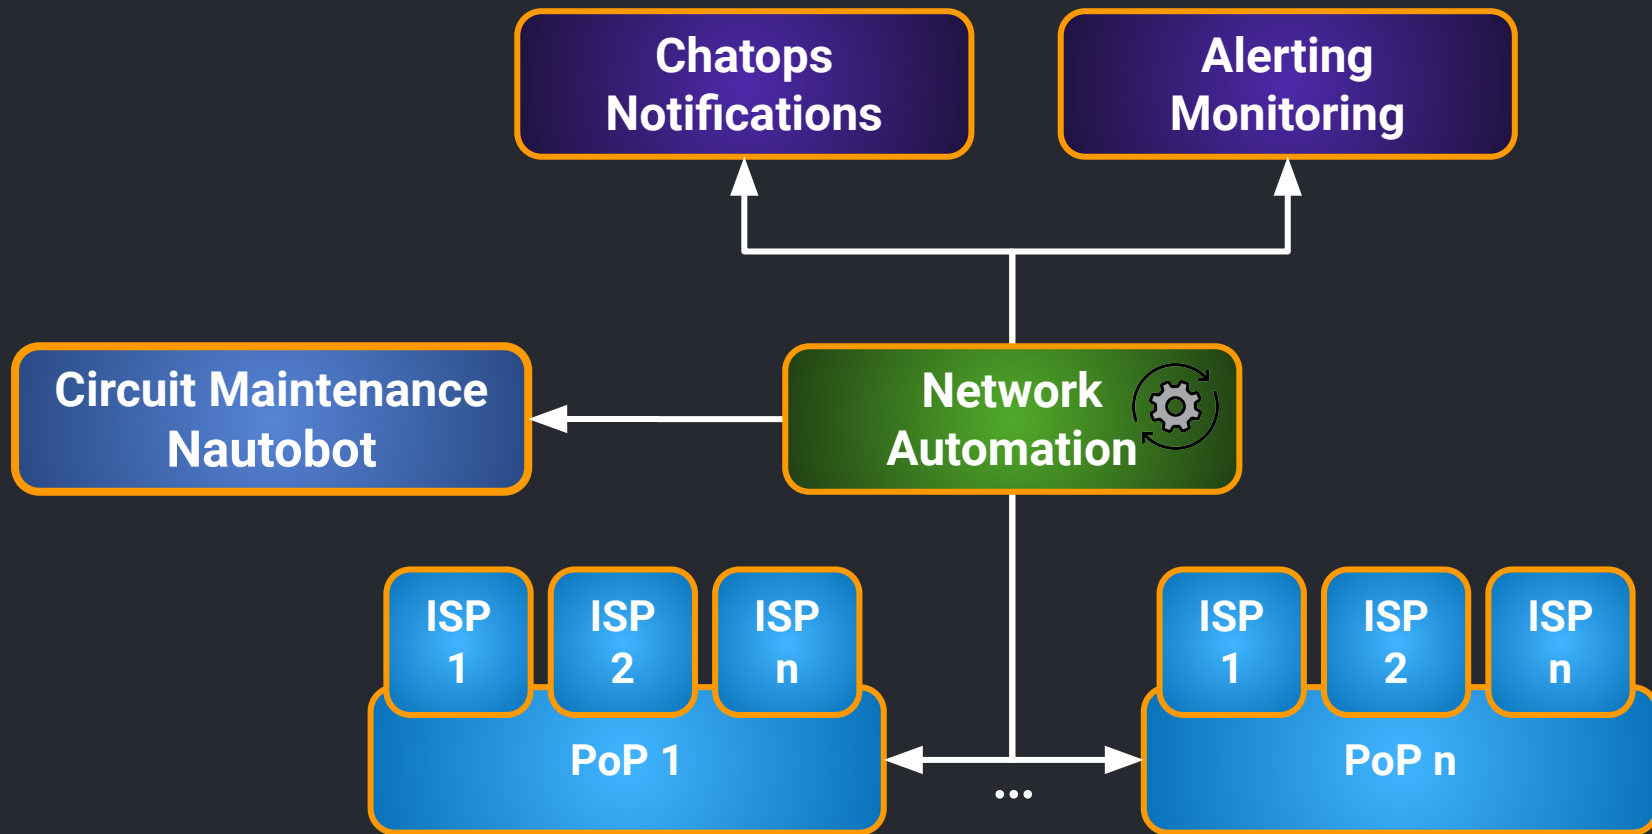 Chatops
Notifications
Alerting
Monitoring
Circuit Maintenance
Nautobot
Network
Automation
ISP
1
ISP
2
ISP
n
PoP 1
...
ISP
1
ISP
2
ISP
n
PoP n